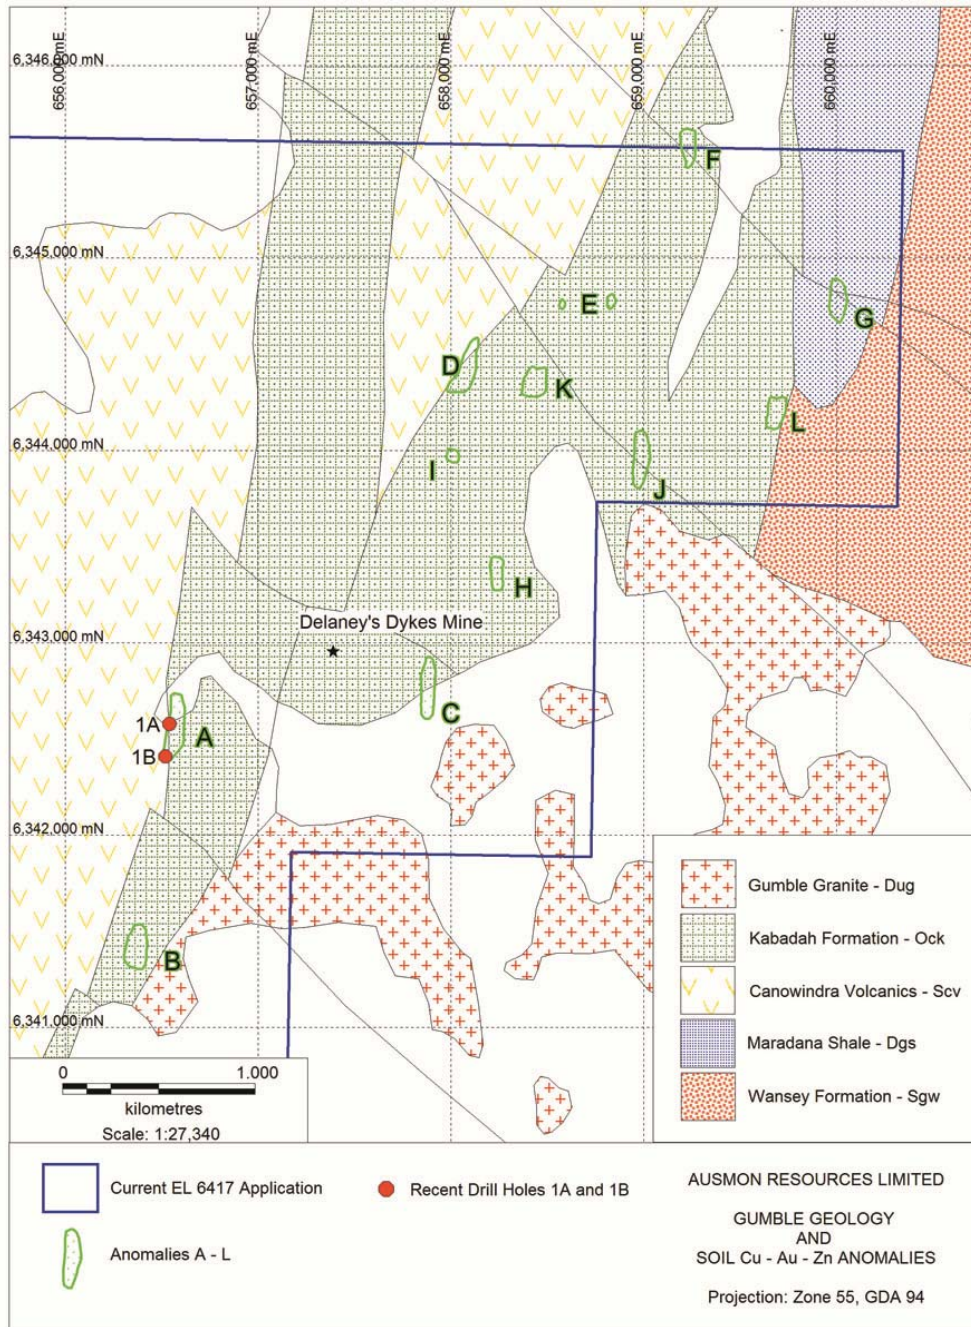 656,000 mE
657,000 mE
658,000 mE
659,000 mE
660,000 mE
6,346,000 mN
F
6,345,000 mN
E
G
D
K
L
6,344,000 mN
I
J
H
Delaney's Dykes Mine
6,343,000 mN
C
1A
A
1B
6,342,000 mN
B
6,341,000 mN
Gumble Granite - Dug
Kabadah Formation - Ock
Canowindra Volcanics - Scv
Maradana Shale - Dgs
Wansey Formation - Sgw
0 1.000
kilometres
Scale: 1:27,340
Current EL 6417 Application
Recent Drill Holes 1A and 1B
Anomalies A - L
AUSMON RESOURCES LIMITED
GUMBLE GEOLOGY
AND
SOIL Cu - Au - Zn ANOMALIES
Projection: Zone 55, GDA 94